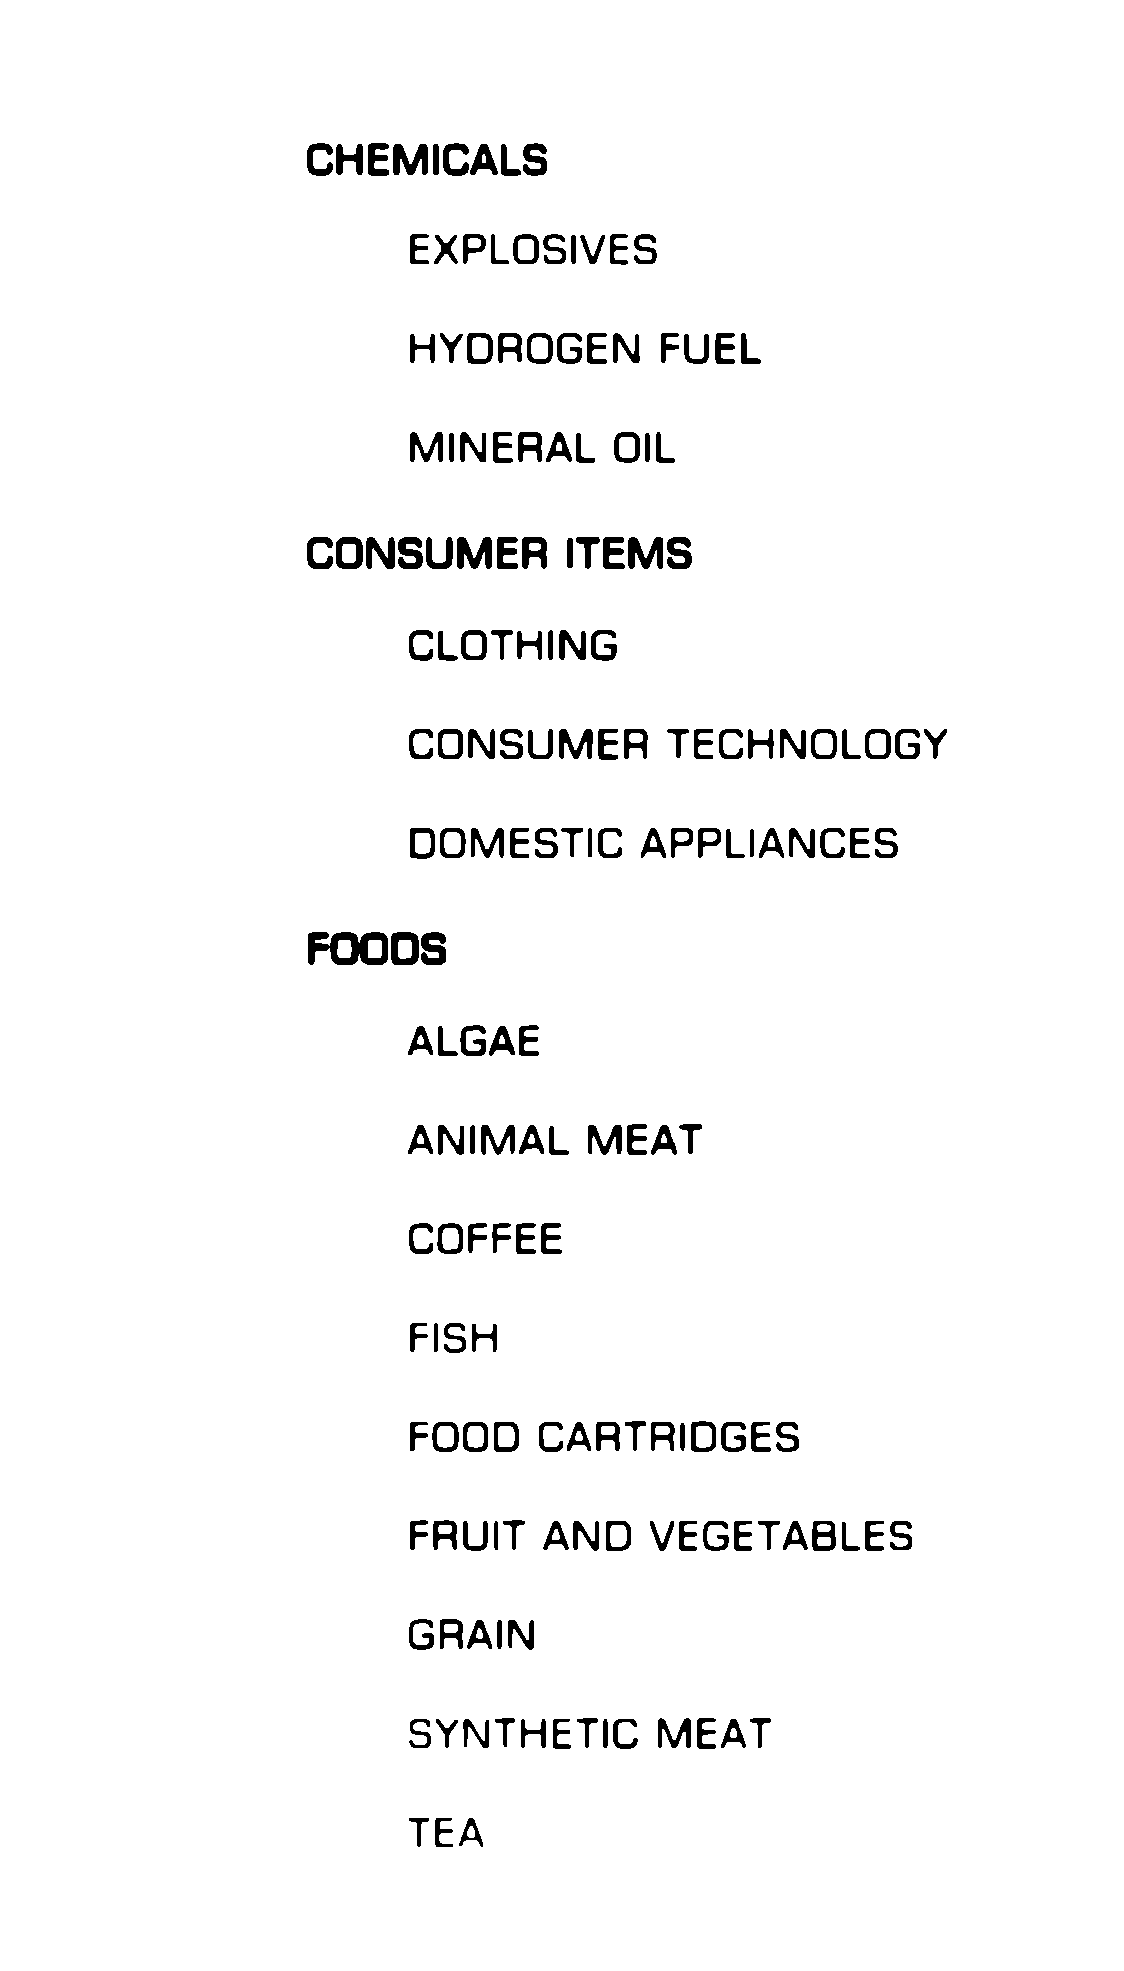 CHEMICALS
EXPLOSIVES
HYDROGEN FUEL
MINERAL OIL
CONSUMER ITEMS
CLOTHING
CONSUMER TECHNOLOGY
DOMESTIC APPLIANCES
FOODS
ALGAE
ANIMAL MEAT
COFFEE
FISH
FOOD CARTRIDGES
FRUIT AND VEGETABLES
GRAIN
SYNTHETIC MEAT
TEA